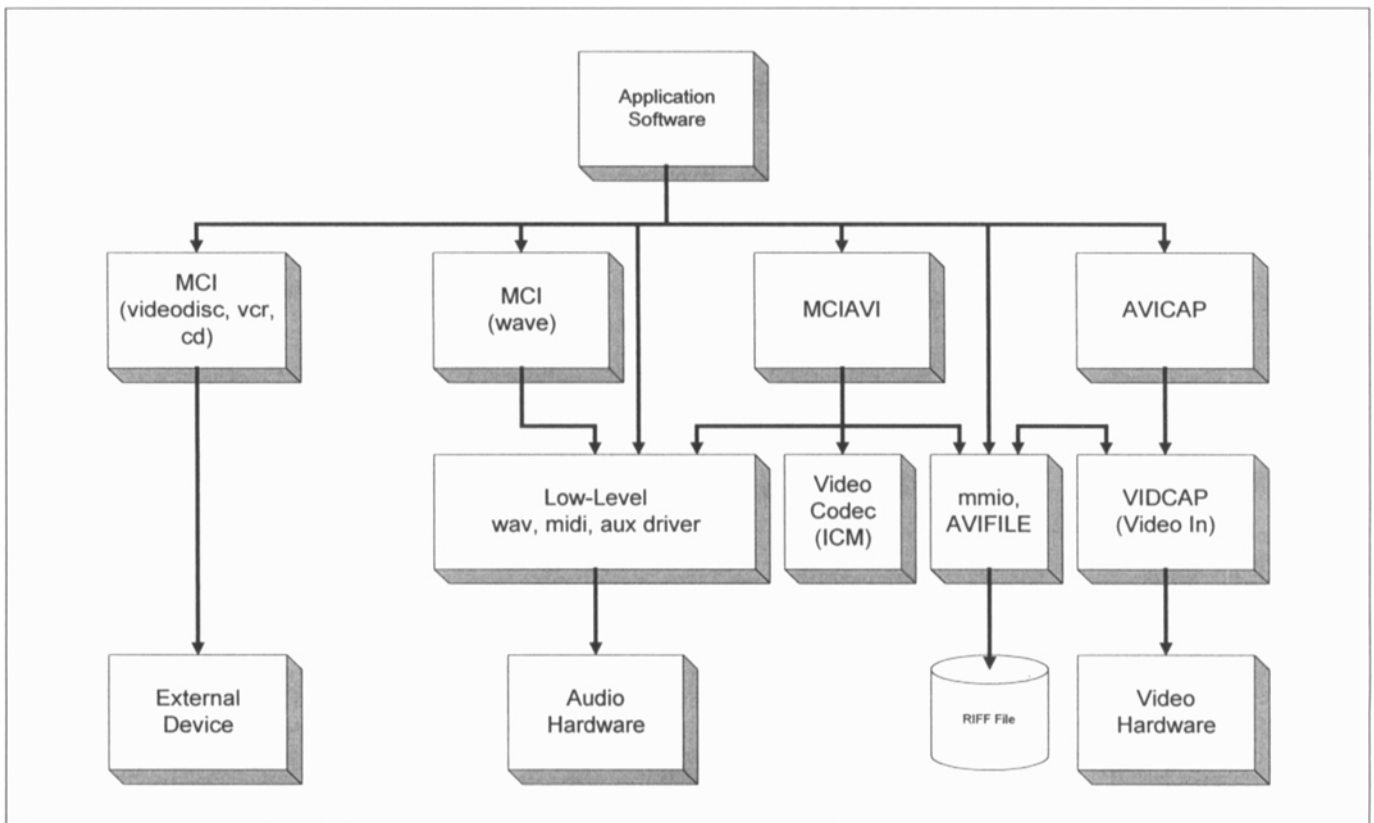 Application
Software
MCI
(videodisc, vcr,
cd)
MCI
(wave)
MCIAVI
AVICAP
Low-Level
wav, midi, aux driver
Video
Codec
(ICM)
mmio,
AVIFILE
VIDCAP
(Video In)
External
Device
Audio
Hardware
RIFF File
Video
Hardware